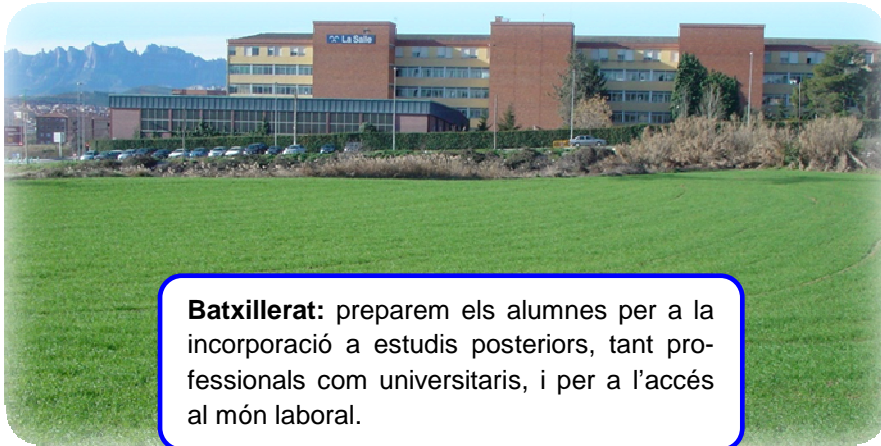 La Salle
Batxillerat: preparem els alumnes per a la
incorporació a estudis posteriors, tant pro-
fessionals com universitaris, i per a l'accés
al món laboral.